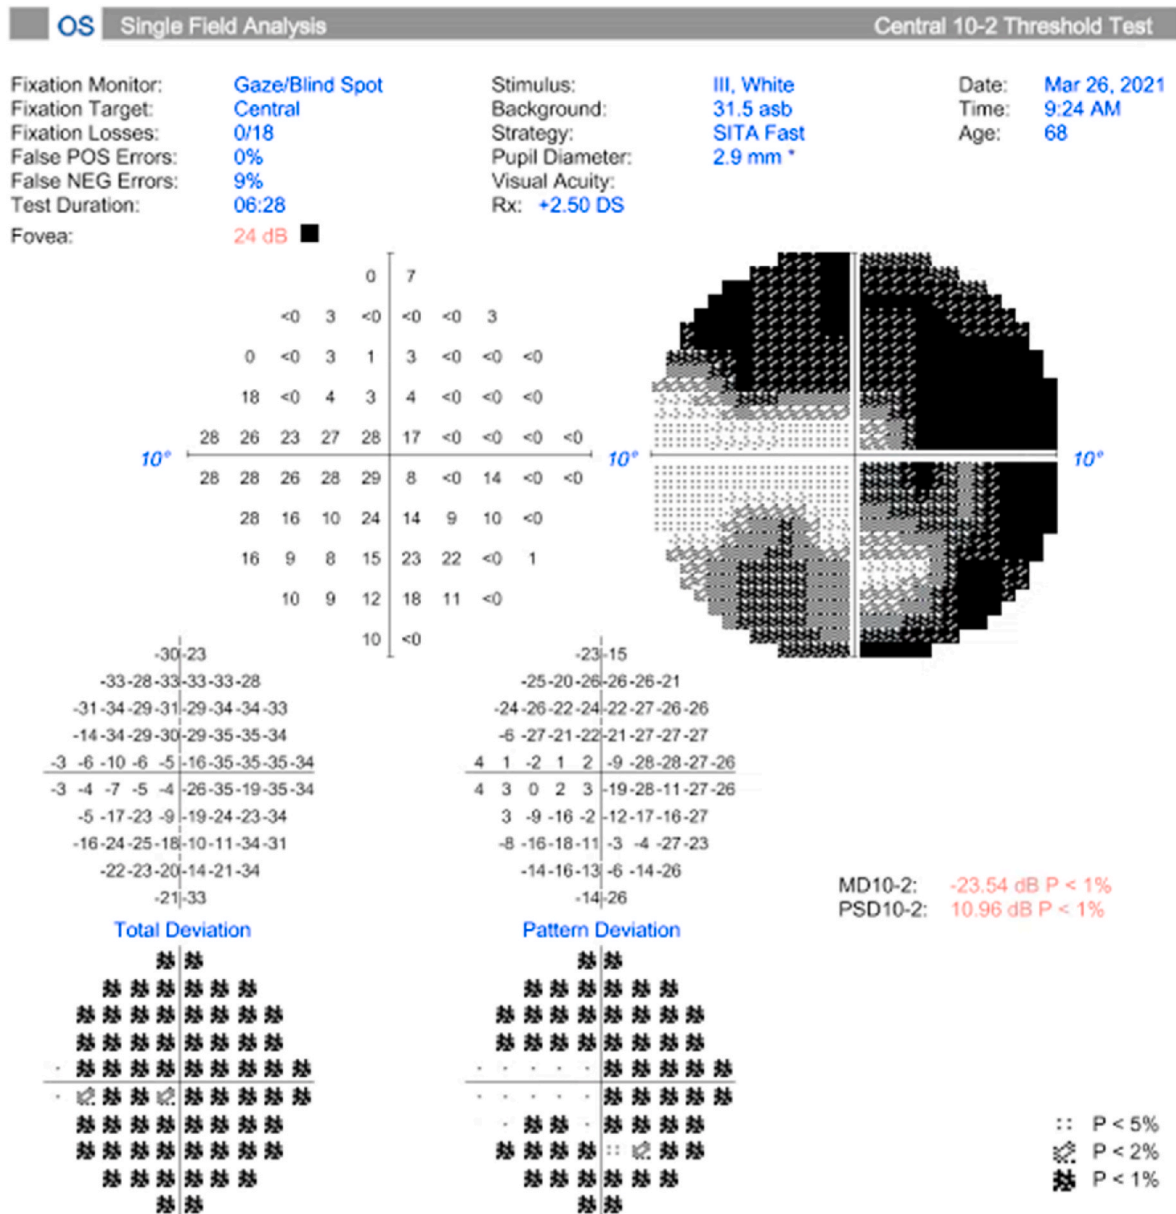 OS Single Field Analysis Central 10-2 Threshold Test
Fixation Monitor: Gaze/Blind Spot Stimulus: III, White Date: Mar 26, 2021
Fixation Target: Central Background: 31.5 asb Time: 9:24 AM
Fixation Losses: 0/18 Strategy: SITA Fast Age: 68
False POS Errors: 0% Pupil Diameter: 2.9 mm *
False NEG Errors: 9% Visual Acuity:
Test Duration: 06:28 Rx: +2.50 DS
Fovea: 24 dB
0 7
<0 3 <0 <0 <0 3
0 <0 3 1 3 <0 <0 <0
18 <0 4 3 4 <0 <0 <0
28 26 23 27 28 17 <0 <0 <0 <0
10° 10° 10°
28 28 26 28 29 8 <0 14 <0 <0
28 16 10 24 14 9 10 <0
16 9 8 15 23 22 <0 1
10 9 12 18 11 <0
10 <0
-30 -23 -23 -15
-33 -28 -33 -33 -33 -28 -25 -20 -26 -26 -26 -21
-31 -34 -29 -31 -29 -34 -34 -33 -24 -26 -22 -24 -22 -27 -26 -26
-14 -34 -29 -30 -29 -35 -35 -34 -6 -27 -21 -22 -21 -27 -27 -27
-3 -6 -10 -6 -5 -16 -35 -35 -35 -34 4 1 -2 1 2 -9 -28 -28 -27 -26
-3 -4 -7 -5 -4 -26 -35 -19 -35 -34 4 3 0 2 3 -19 -28 -11 -27 -26
-5 -17 -23 -9 -19 -24 -23 -34 3 -9 -16 -2 -12 -17 -16 -27
-16 -24 -25 -18 -10 -11 -34 -31 -8 -16 -18 -11 -3 -4 -27 -23
-22 -23 -20 -14 -21 -34 -14 -16 -13 -6 -14 -26
-21 -33 -14 -26
MD10-2: -23.54 dB P < 1%
PSD10-2: 10.96 dB P < 1%
Total Deviation Pattern Deviation
P < 5%
P < 2%
P < 1%